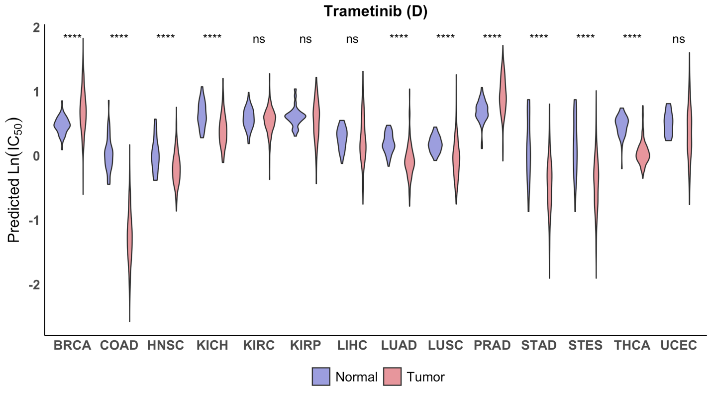 Trametinib (D)
**** **** **** **** ns ns ns **** **** **** **** **** **** ns
2
1
0
-1
-2
Predicted Ln(IC50)
BRCA COAD HNSC KICH KIRC KIRP LIHC LUAD LUSC PRAD STAD STES THCA UCEC
Normal Tumor